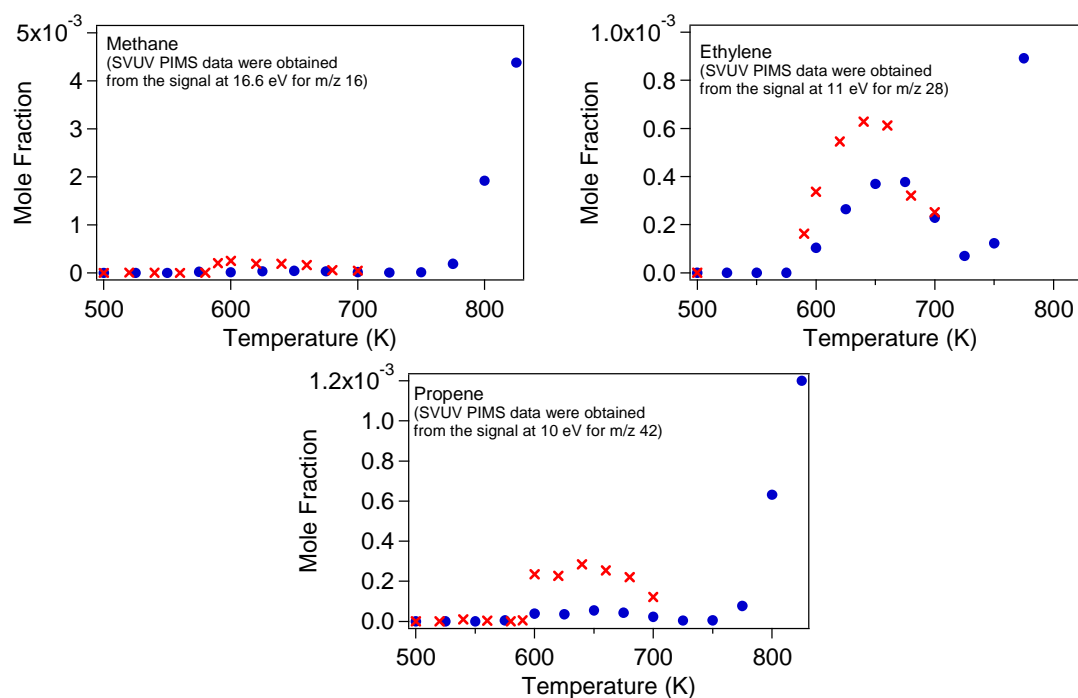 5x10-3
4
3
2
1
0
Mole Fraction
Methane
(SVUV PIMS data were obtained
from the signal at 16.6 eV for m/z 16)
500
600
700
800
Temperature (K)
1.0x10-3
0.8
0.6
0.4
0.2
0.0
Mole Fraction
Ethylene
(SVUV PIMS data were obtained
from the signal at 11 eV for m/z 28)
500
600
700
800
Temperature (K)
1.2x10-3
1.0
0.8
0.6
0.4
0.2
0.0
Mole Fraction
Propene
(SVUV PIMS data were obtained
from the signal at 10 eV for m/z 42)
500
600
700
800
Temperature (K)